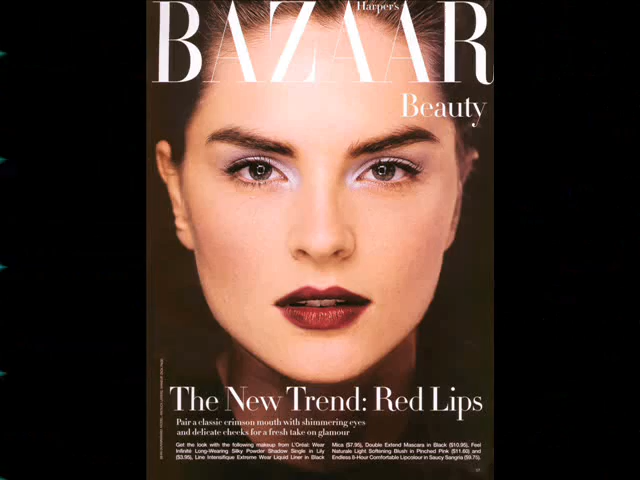 Harper's
BAZAAR
Beauty
The New Trend: Red Lips
Pair a classic crimson mouth with shimmering eyes
and delicate cheeks for a fresh take on glamour
Get the look with the following makeup from L'Oréal: Wear
Infinité Long-Wearing Silky Powder Shadow Single in Lily
($3.95), Line Intensifique Extreme Wear Liquid Liner in Black
Mica ($7.95), Double Extend Mascara in Black ($10.95), Feel
Naturale Light Softening Blush in Pinched Pink ($11.60) and
Endless 8-Hour Comfortable Lipcolour in Saucy Sangria ($9.75).